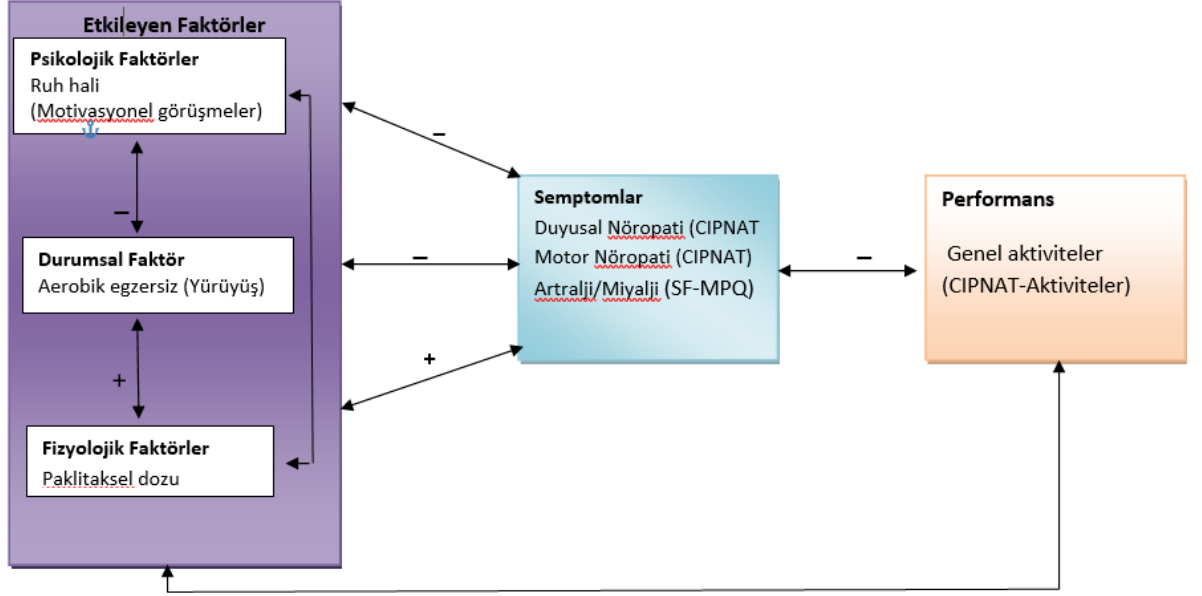 Etkileyen Faktörler
Psikolojik Faktörler
Ruh hali
(Motivasyonel görüşmeler)
–
Durumsal Faktör
Aerobik egzersiz (Yürüyüş)
+
Fizyolojik Faktörler
Paklitaksel dozu
–
–
+
Semptomlar
Duyusal Nöropati (CIPNAT
Motor Nöropati (CIPNAT)
Artralji/Miyalji (SF-MPQ)
–
Performans
Genel aktiviteler
(CIPNAT-Aktiviteler)